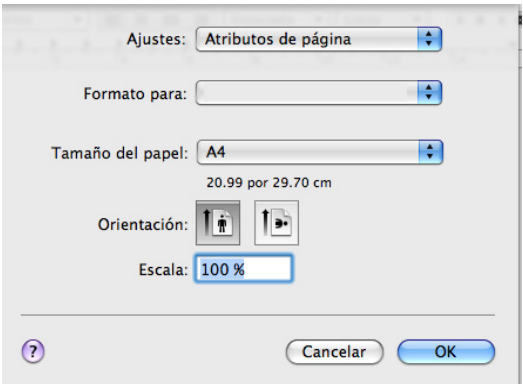 Ajustes: Atributos de página
Formato para:
Tamaño del papel: A4
20.99 por 29.70 cm
Orientación:
Escala: 100 %
? Cancelar OK